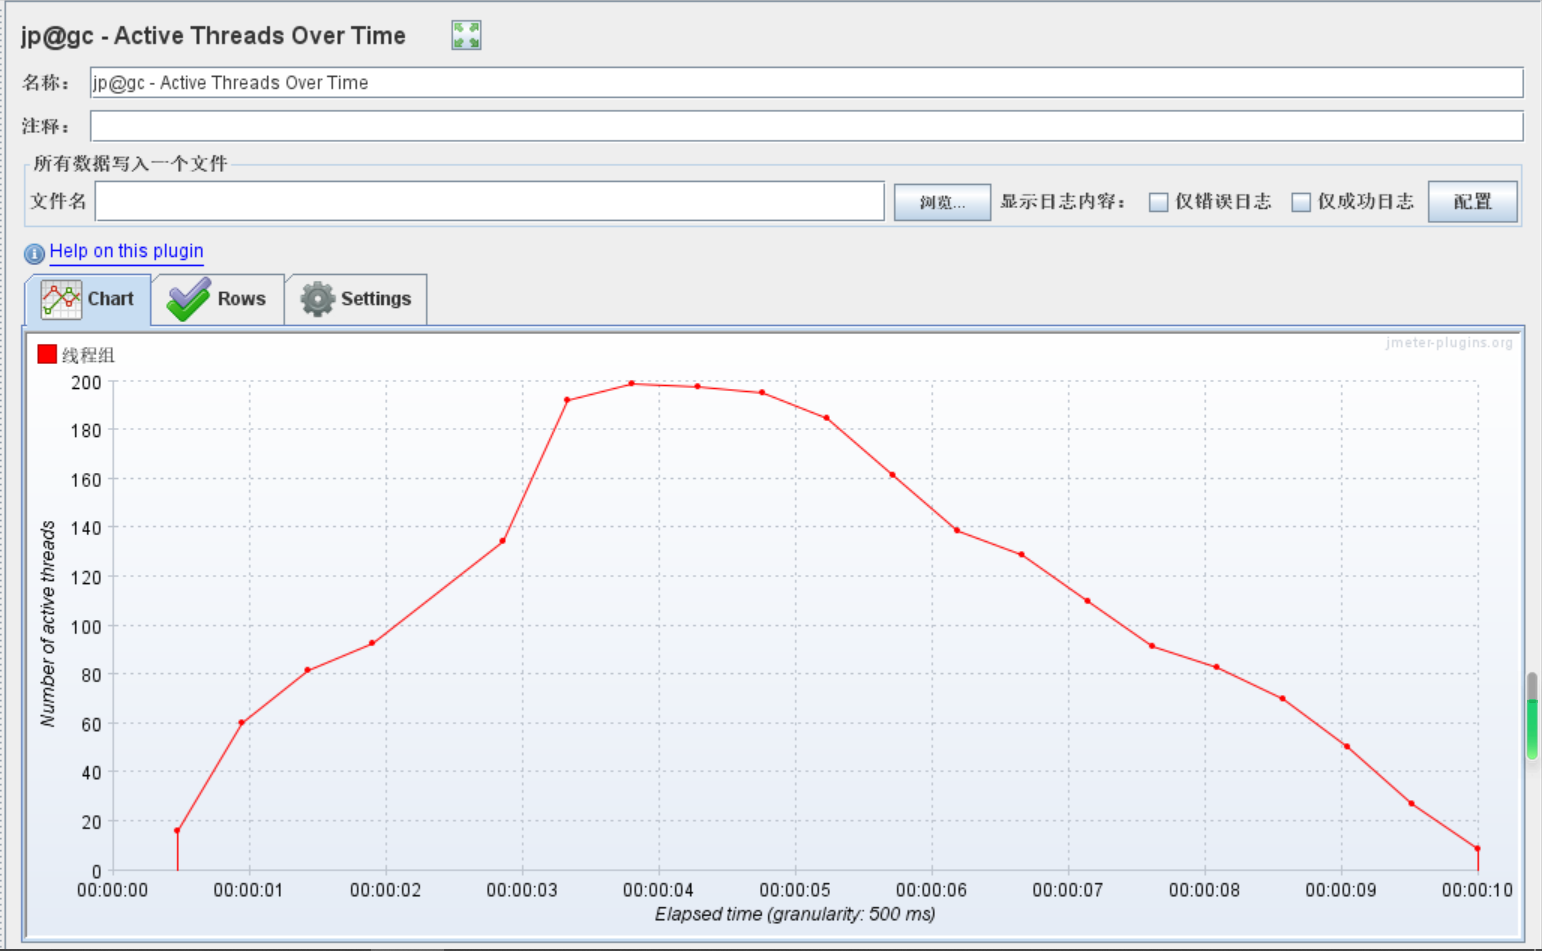 jp@gc - Active Threads Over Time
名称： jp@gc - Active Threads Over Time
注释：
所有数据写入一个文件
文件名 浏览... 显示日志内容： 仅错误日志 仅成功日志 配置
Help on this plugin
Chart Rows Settings
线程组 jmeter-plugins.org
200
180
160
140
120
100
80
60
40
20
0
Number of active threads
00:00:00 00:00:01 00:00:02 00:00:03 00:00:04 00:00:05 00:00:06 00:00:07 00:00:08 00:00:09 00:00:10
Elapsed time (granularity: 500 ms)